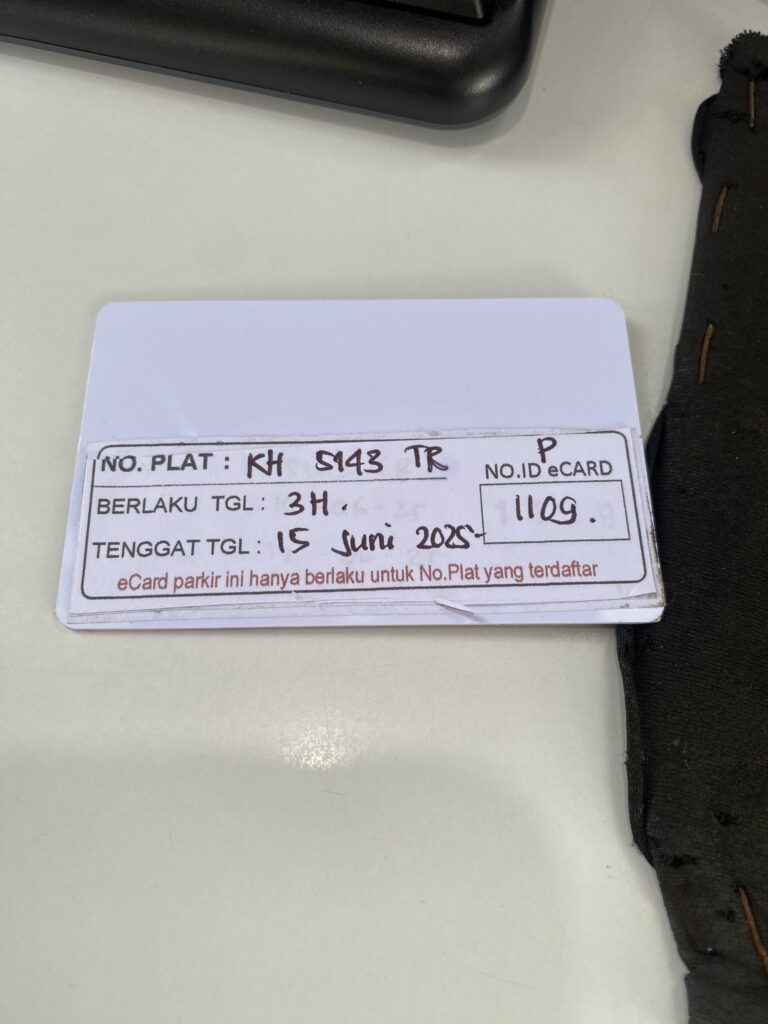 NO. PLAT : KH 5143 TR
P
NO.ID eCARD
BERLAKU TGL : 3H.
1109.
TENGGAT TGL : 15 Juni 2025
eCard parkir ini hanya berlaku untuk No.Plat yang terdaftar